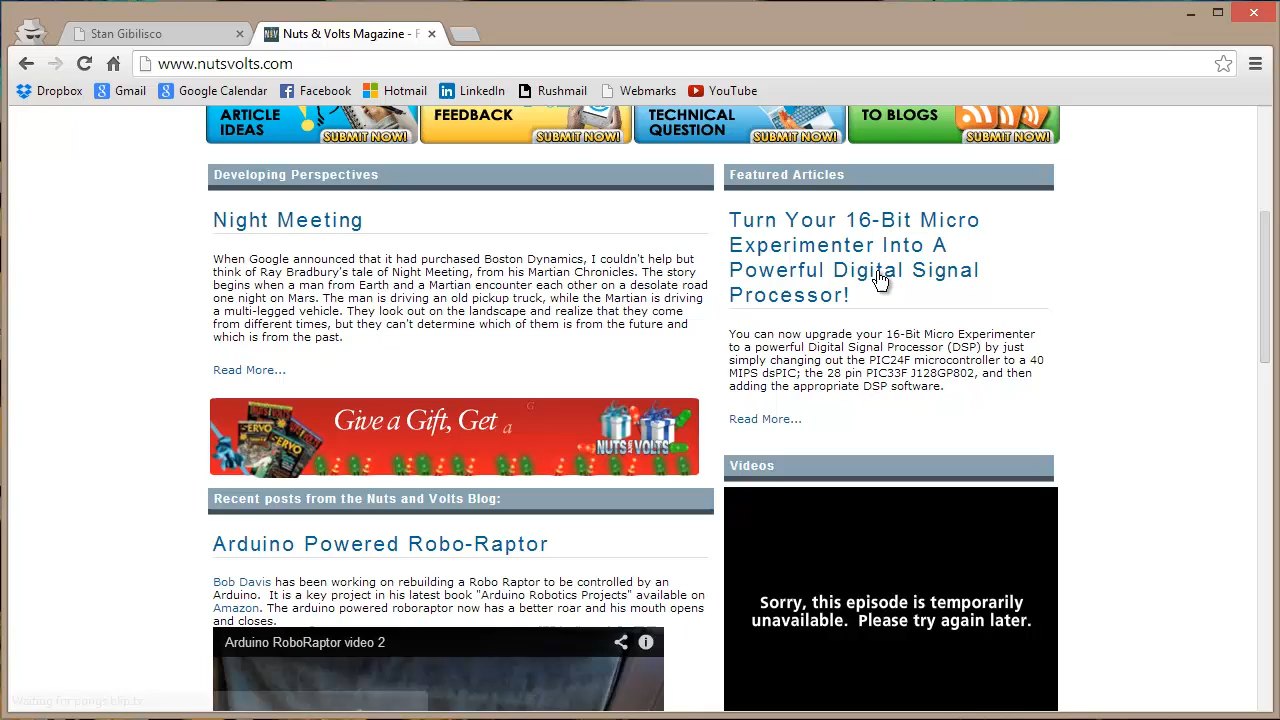 Stan Gibilisco
Nuts & Volts Magazine - F
www.nutsvolts.com
Dropbox
Gmail
Google Calendar
Facebook
Hotmail
LinkedIn
Rushmail
Webmarks
YouTube
ARTICLE
IDEAS
SUBMIT NOW!
FEEDBACK
SUBMIT NOW!
TECHNICAL
QUESTION
SUBMIT NOW!
TO BLOGS
SUBMIT NOW!
Developing Perspectives
Night Meeting
When Google announced that it had purchased Boston Dynamics, I couldn't help but
think of Ray Bradbury's tale of Night Meeting, from his Martian Chronicles. The story
begins when a man from Earth and a Martian encounter each other on a desolate road
one night on Mars. The man is driving an old pickup truck, while the Martian is driving
a multi-legged vehicle. They look out on the landscape and realize that they come
from different times, but they can't determine which of them is from the future and
which is from the past.
Read More...
Give a Gift, Get a G
SERVO
SERVO
NUTS AND VOLTS
Recent posts from the Nuts and Volts Blog:
Arduino Powered Robo-Raptor
Bob Davis has been working on rebuilding a Robo Raptor to be controlled by an
Arduino. It is a key project in his latest book "Arduino Robotics Projects" available on
Amazon. The arduino powered roboraptor now has a better roar and his mouth opens
and closes.
Arduino RoboRaptor video 2
Featured Articles
Turn Your 16-Bit Micro
Experimenter Into A
Powerful Digital Signal
Processor!
You can now upgrade your 16-Bit Micro Experimenter
to a powerful Digital Signal Processor (DSP) by just
simply changing out the PIC24F microcontroller to a 40
MIPS dsPIC; the 28 pin PIC33F J128GP802, and then
adding the appropriate DSP software.
Read More...
Videos
Sorry, this episode is temporarily
unavailable. Please try again later.